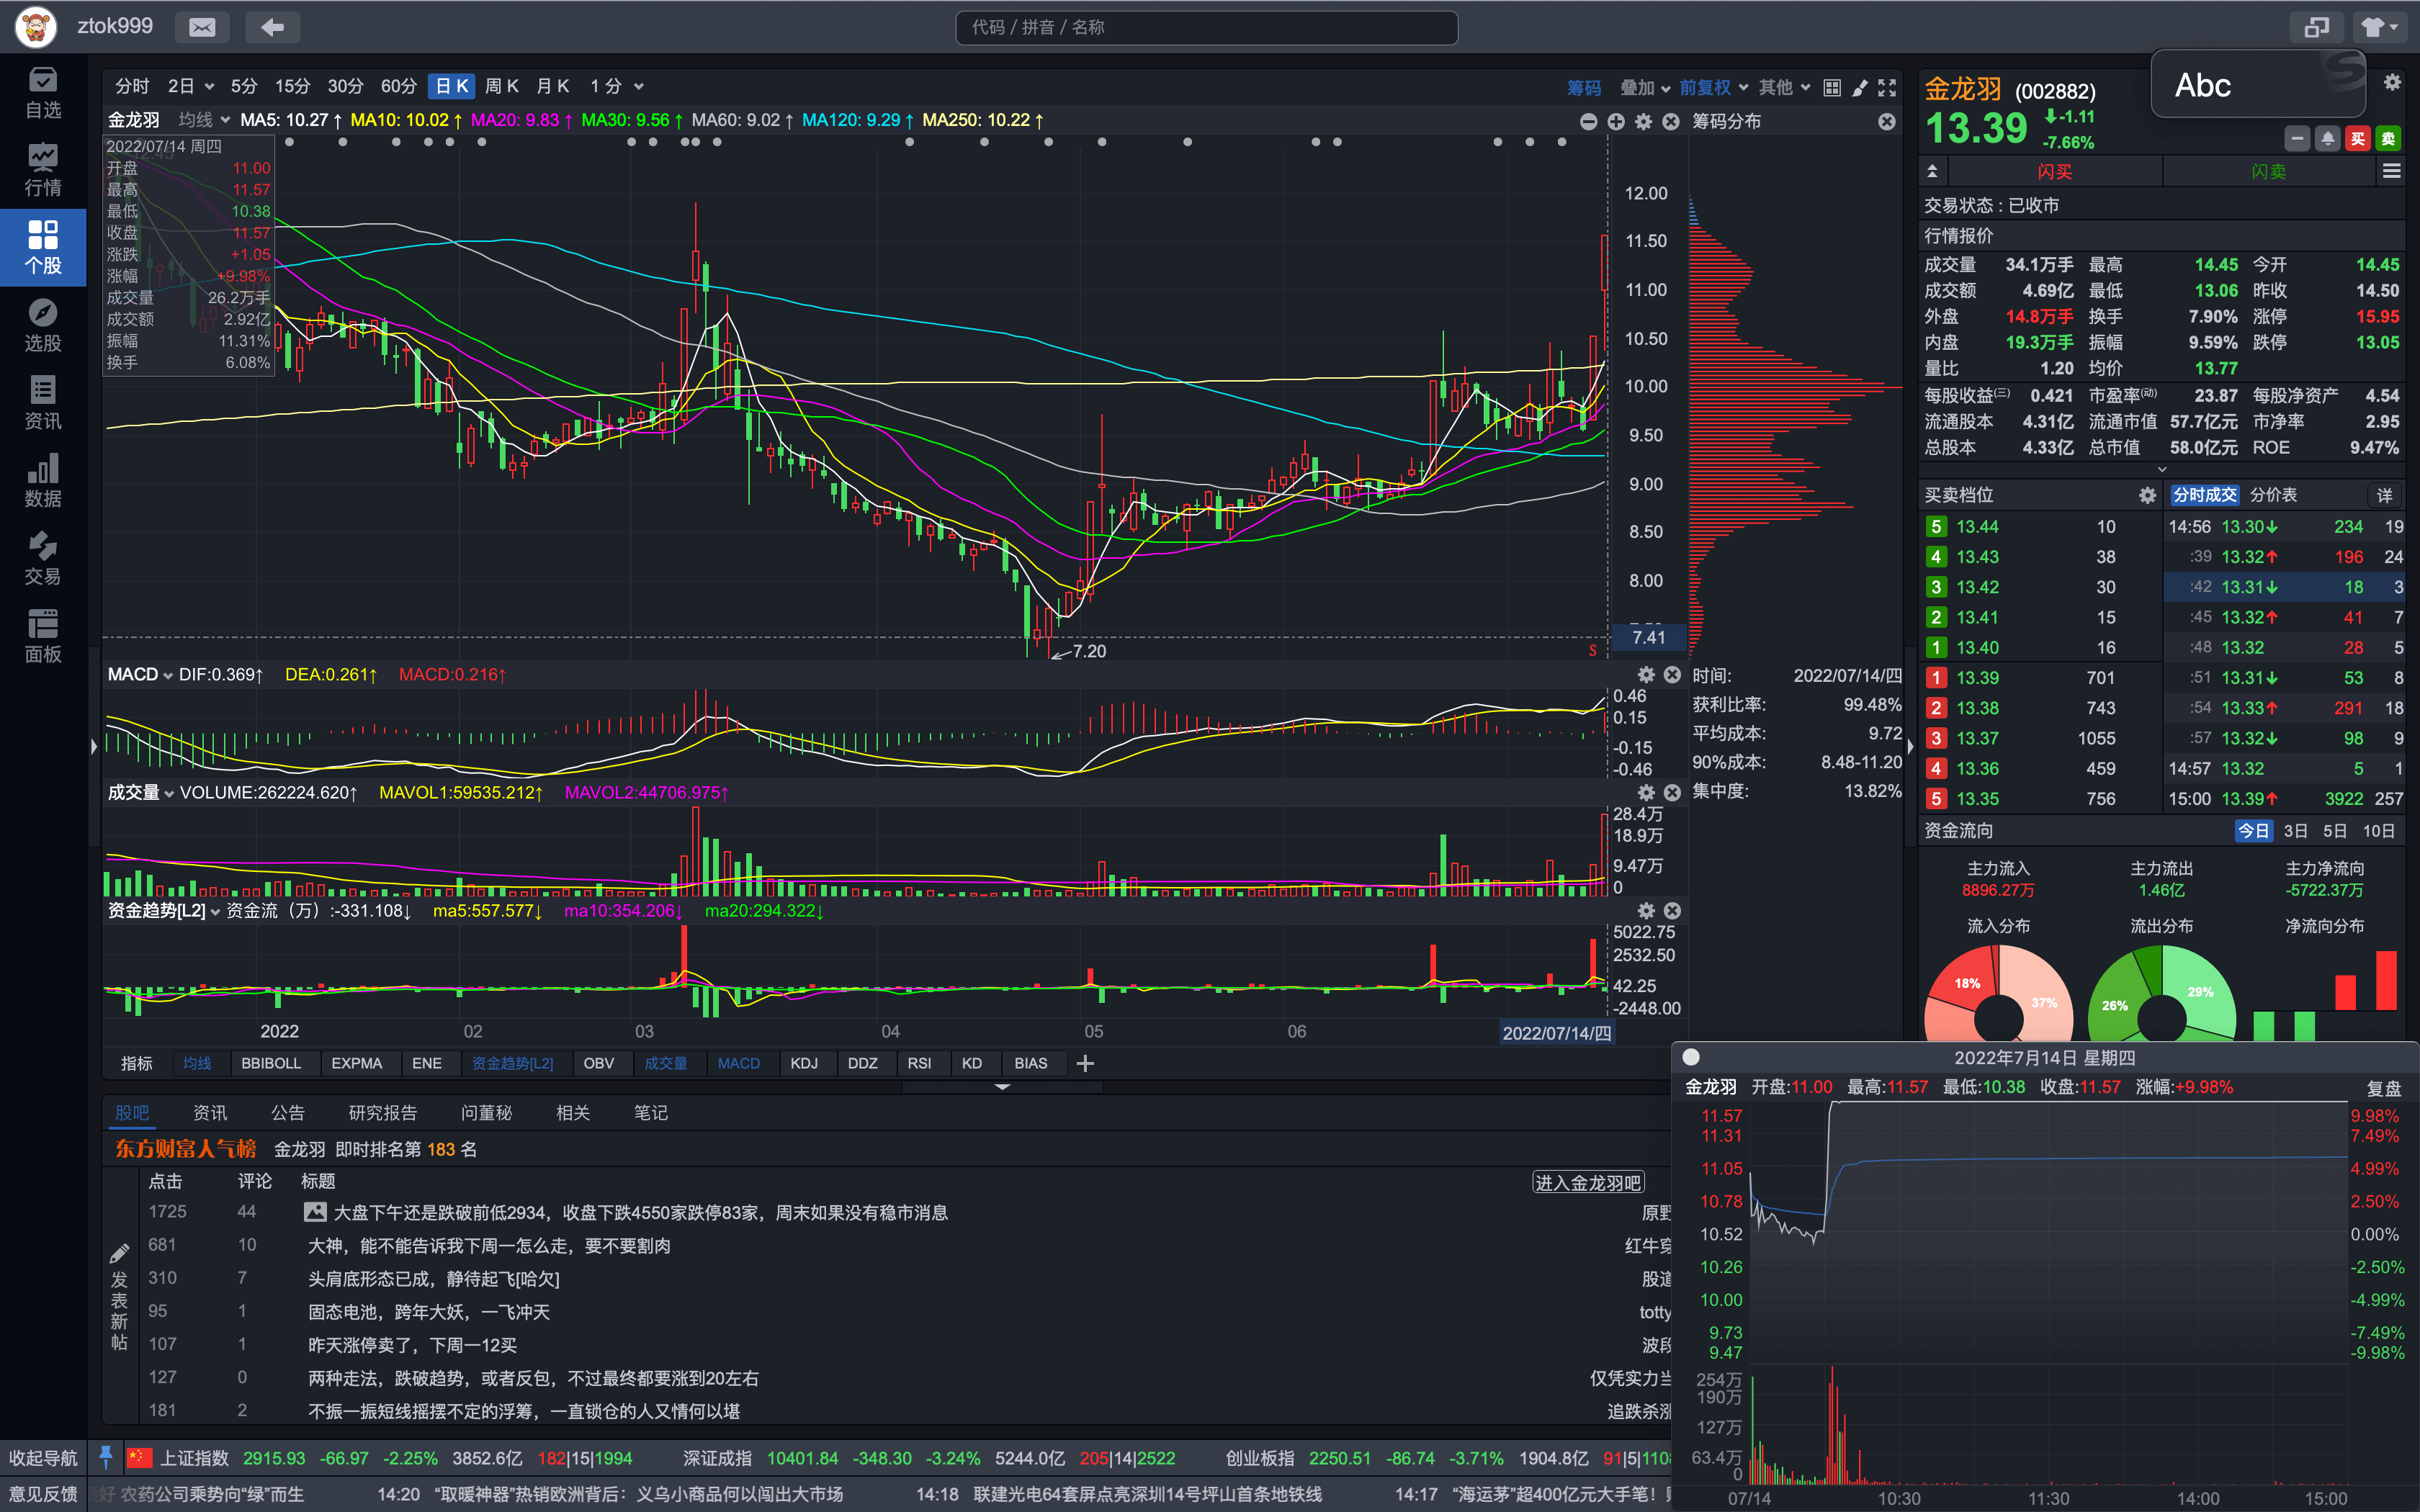 ztok999
代码 / 拼音 / 名称
Abc
自选
行情
个股
选股
资讯
数据
交易
面板
收起导航
意见反馈
分时 2日 5分 15分 30分 60分 日K 周K 月K 1分 筹码 叠加 前复权 其他
金龙羽 均线 MA5: 10.27↑ MA10: 10.02↑ MA20: 9.83↑ MA30: 9.56↑ MA60: 9.02↑ MA120: 9.29↑ MA250: 10.22↑ 筹码分布
2022/07/14 周四
开盘 11.00
最高 11.57
最低 10.38
收盘 11.57
涨跌 +1.05
涨幅 +9.98%
成交量 26.2万手
成交额 2.92亿
振幅 11.31%
换手 6.08%
12.00
11.50
11.00
10.50
10.00
9.50
9.00
8.50
8.00
7.41
7.20
S
MACD DIF:0.369↑ DEA:0.261↑ MACD:0.216↑
0.46
0.15
-0.15
-0.46
成交量 VOLUME:262224.620↑ MAVOL1:59535.212↑ MAVOL2:44706.975↑
28.4万
18.9万
9.47万
0
资金趋势[L2] 资金流（万）:-331.108↓ ma5:557.577↓ ma10:354.206↓ ma20:294.322↓
5022.75
2532.50
42.25
-2448.00
2022 02 03 04 05 06 2022/07/14/四
时间: 2022/07/14/四
获利比率: 99.48%
平均成本: 9.72
90%成本: 8.48-11.20
集中度: 13.82%
指标 均线 BBIBOLL EXPMA ENE 资金趋势[L2] OBV 成交量 MACD KDJ DDZ RSI KD BIAS
股吧 资讯 公告 研究报告 问董秘 相关 笔记
东方财富人气榜 金龙羽 即时排名第 183 名
点击 评论 标题 进入金龙羽吧
发表新帖
1725 44 大盘下午还是跌破前低2934，收盘下跌4550家跌停83家，周末如果没有稳市消息 原野
681 10 大神，能不能告诉我下周一怎么走，要不要割肉 红牛穿
310 7 头肩底形态已成，静待起飞[哈欠] 股道
95 1 固态电池，跨年大妖，一飞冲天 totty
107 1 昨天涨停卖了，下周一12买 波段
127 0 两种走法，跌破趋势，或者反包，不过最终都要涨到20左右 仅凭实力当
181 2 不振一振短线摇摆不定的浮筹，一直锁仓的人又情何以堪 追跌杀涨
金龙羽 (002882)
13.39 -1.11
-7.66%
买 卖
闪买 闪卖
交易状态 : 已收市
行情报价
成交量 34.1万手 最高 14.45 今开 14.45
成交额 4.69亿 最低 13.06 昨收 14.50
外盘 14.8万手 换手 7.90% 涨停 15.95
内盘 19.3万手 振幅 9.59% 跌停 13.05
量比 1.20 均价 13.77
每股收益(三) 0.421 市盈率(动) 23.87 每股净资产 4.54
流通股本 4.31亿 流通市值 57.7亿元 市净率 2.95
总股本 4.33亿 总市值 58.0亿元 ROE 9.47%
买卖档位 分时成交 分价表 详
5 13.44 10 14:56 13.30↓ 234 19
4 13.43 38 :39 13.32↑ 196 24
3 13.42 30 :42 13.31↓ 18 3
2 13.41 15 :45 13.32↑ 41 7
1 13.40 16 :48 13.32 28 5
1 13.39 701 :51 13.31↓ 53 8
2 13.38 743 :54 13.33↑ 291 18
3 13.37 1055 :57 13.32↓ 98 9
4 13.36 459 14:57 13.32 5 1
5 13.35 756 15:00 13.39↑ 3922 257
资金流向 今日 3日 5日 10日
主力流入 主力流出 主力净流向
8896.27万 1.46亿 -5722.37万
流入分布 流出分布 净流向分布
18% 37% 26% 29%
2022年7月14日 星期四
金龙羽 开盘:11.00 最高:11.57 最低:10.38 收盘:11.57 涨幅:+9.98% 复盘
11.57 9.98%
11.31 7.49%
11.05 4.99%
10.78 2.50%
10.52 0.00%
10.26 -2.50%
10.00 -4.99%
9.73 -7.49%
9.47 -9.98%
254万
190万
127万
63.4万
0
07/14 10:30 11:30 14:00 15:00
上证指数 2915.93 -66.97 -2.25% 3852.6亿 182|15|1994 深证成指 10401.84 -348.30 -3.24% 5244.0亿 205|14|2522 创业板指 2250.51 -86.74 -3.71% 1904.8亿 91|5|110
好 农药公司乘势向“绿”而生 14:20 “取暖神器”热销欧洲背后：义乌小商品何以闯出大市场 14:18 联建光电64套屏点亮深圳14号坪山首条地铁线 14:17 “海运茅”超400亿元大手笔！